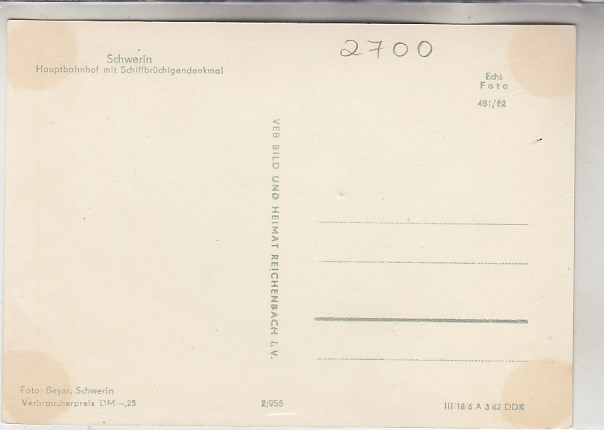 2700
Schwerin
Hauptbahnhof mit Schiffbrüchigendenkmal
Echt
Foto
481/62
VEB BILD UND HEIMAT REICHENBACH I. V.
Foto: Beyer, Schwerin
Verbraucherpreis DM -,25
2/955
III 18 6 A 3 62 DDR